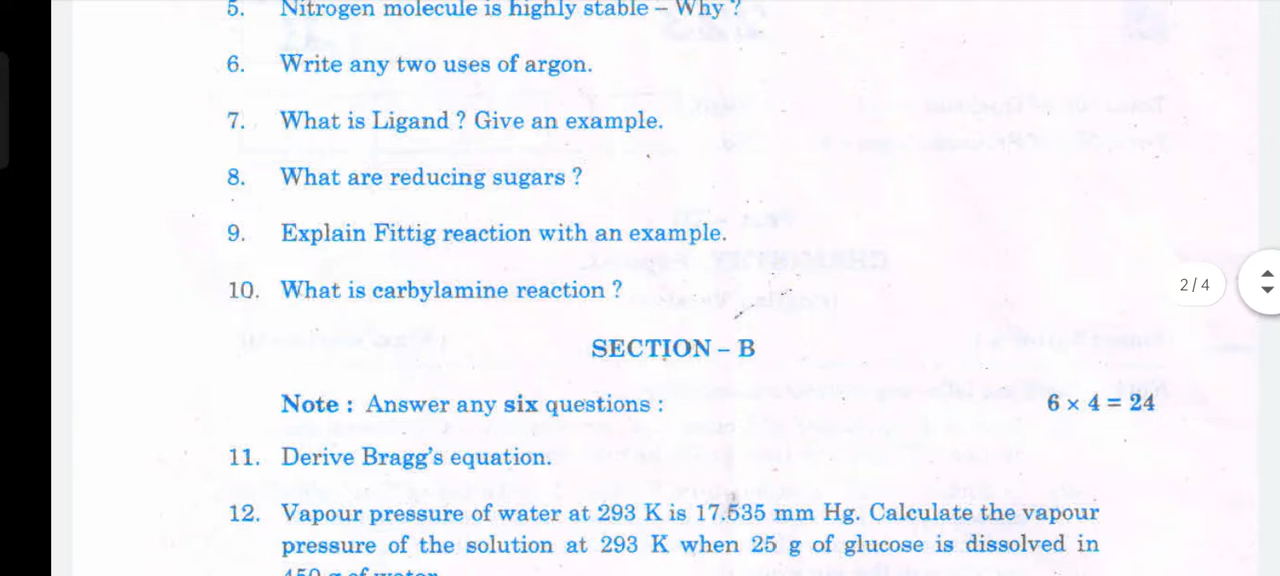 5. Nitrogen molecule is highly stable – Why ?
6. Write any two uses of argon.
7. What is Ligand ? Give an example.
8. What are reducing sugars ?
9. Explain Fittig reaction with an example.
2 / 4
10. What is carbylamine reaction ?
SECTION – B
Note : Answer any six questions : 6 × 4 = 24
11. Derive Bragg's equation.
12. Vapour pressure of water at 293 K is 17.535 mm Hg. Calculate the vapour
pressure of the solution at 293 K when 25 g of glucose is dissolved in
450 g of water.